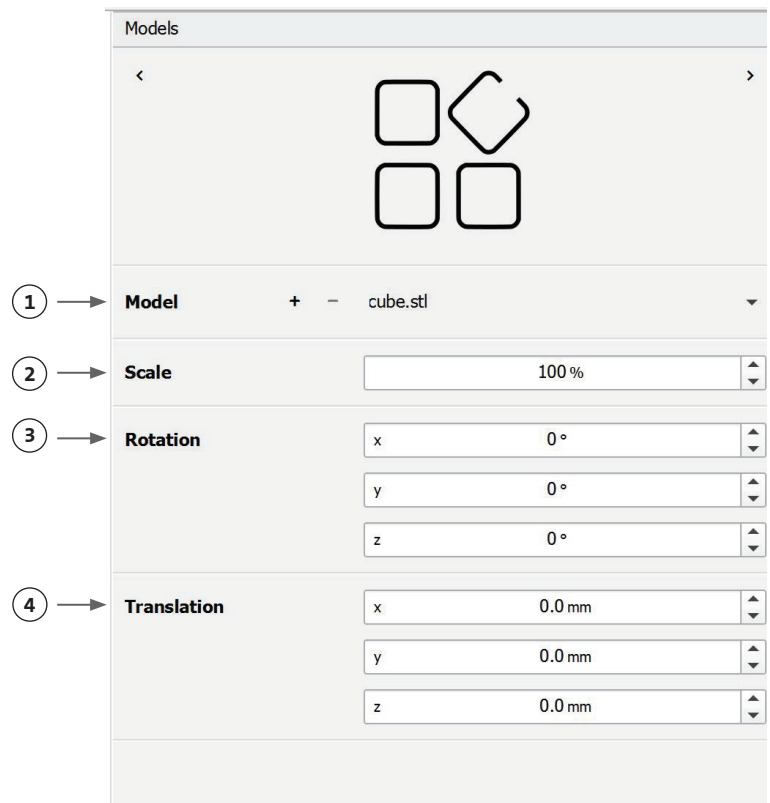 Models
< >
1 Model + − cube.stl
2 Scale 100 %
3 Rotation x 0 °
y 0 °
z 0 °
4 Translation x 0.0 mm
y 0.0 mm
z 0.0 mm